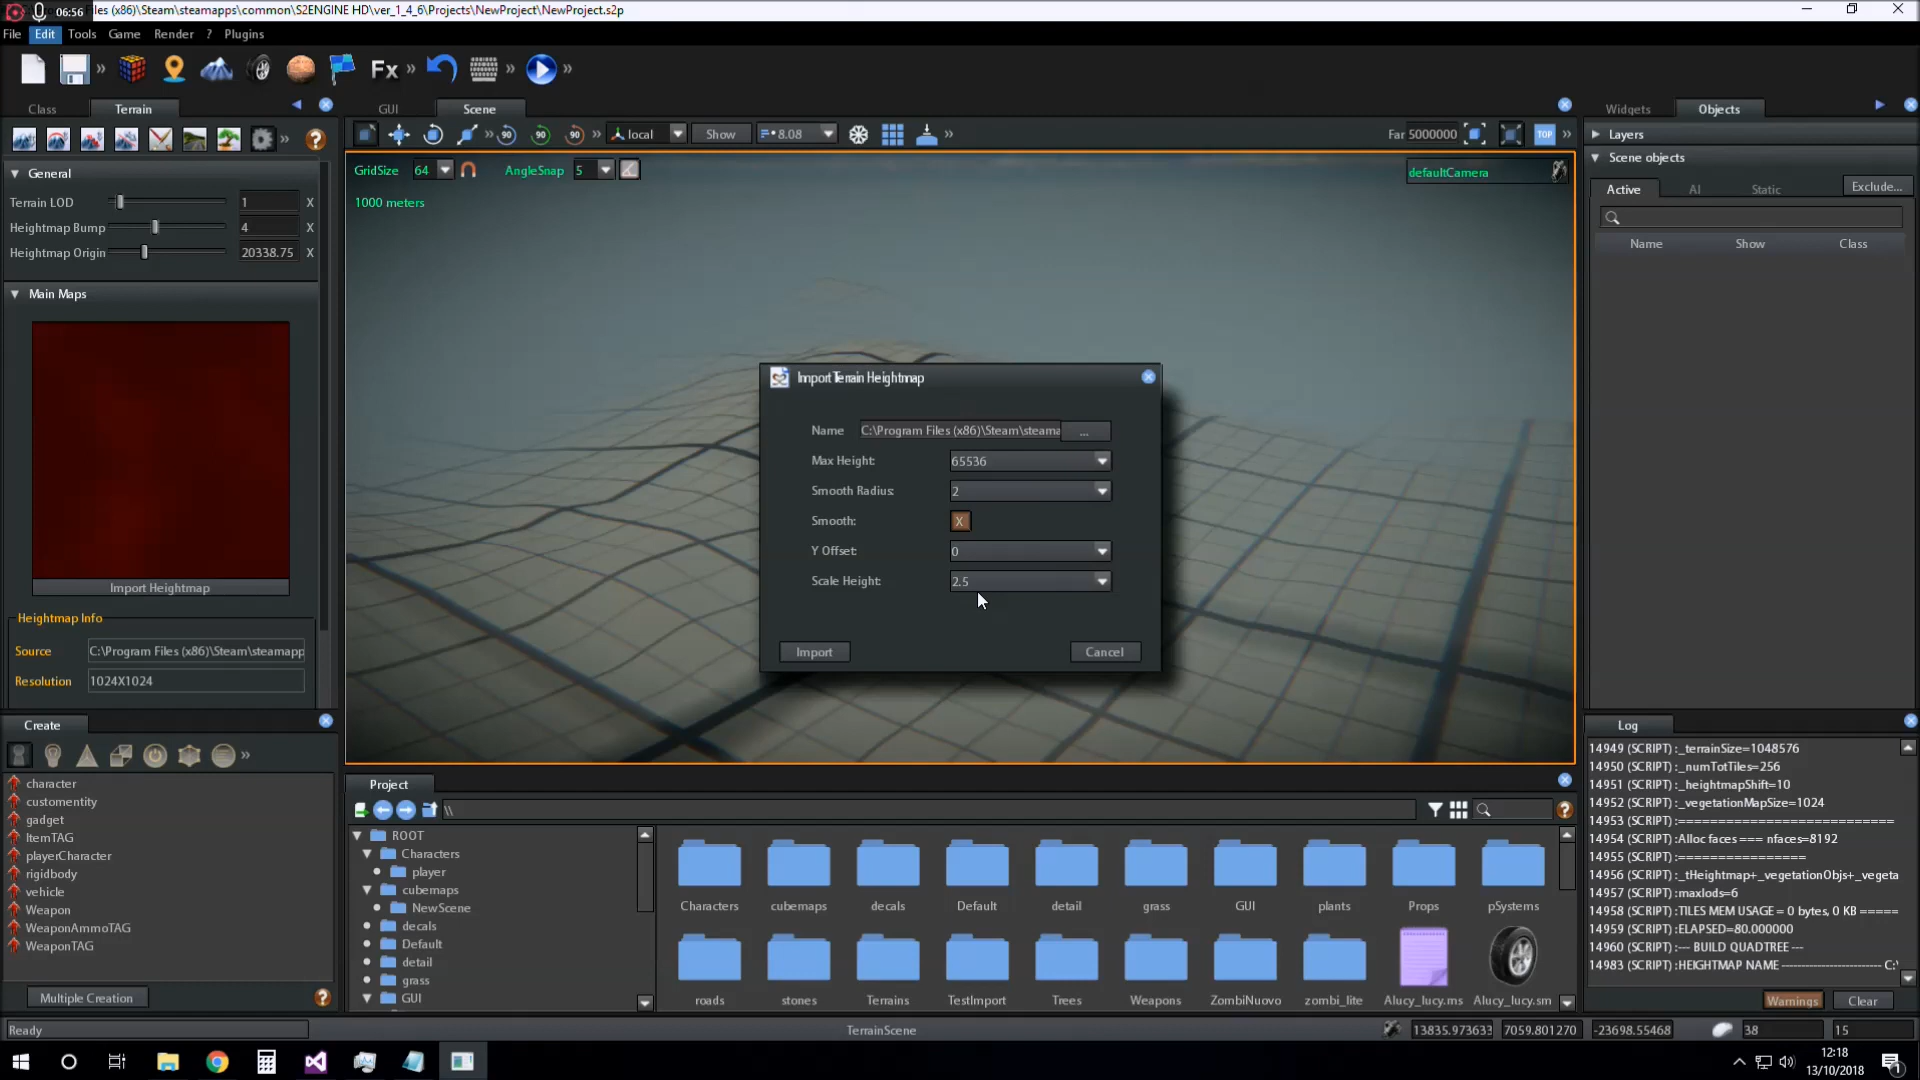 06:56 Files (x86)\Steam\steamapps\common\S2ENGINE HD\ver_1_4_6\Projects\NewProject\NewProject.s2p
File Edit Tools Game Render ? Plugins
Fx
Class Terrain
GUI Scene
Widgets Objects
90 90 90 local Show 8.08
Far 5000000 TOP
GridSize 64 AngleSnap 5
1000 meters
defaultCamera
General
Terrain LOD 1 X
Heightmap Bump 4 X
Heightmap Origin 20338.75 X
Main Maps
Import Heightmap
Heightmap Info
Source C:\Program Files (x86)\Steam\steamapp
Resolution 1024X1024
Import Terrain Heightmap
Name C:\Program Files (x86)\Steam\steama ...
Max Height: 65536
Smooth Radius: 2
Smooth: X
Y Offset: 0
Scale Height: 2.5
Import Cancel
Layers
Scene objects
Active AI Static Exclude...
Name Show Class
Create
character
customentity
gadget
ItemTAG
playerCharacter
rigidbody
vehicle
Weapon
WeaponAmmoTAG
WeaponTAG
Multiple Creation
Project
\\
ROOT
Characters
player
cubemaps
NewScene
decals
Default
detail
grass
GUI
Characters cubemaps decals Default detail grass GUI plants Props pSystems
roads stones Terrains TestImport Trees Weapons ZombiNuovo zombi_lite Alucy_lucy.ms Alucy_lucy.sm
Log
14949 (SCRIPT) :_terrainSize=1048576
14950 (SCRIPT) :_numTotTiles=256
14951 (SCRIPT) :_heightmapShift=10
14952 (SCRIPT) :_vegetationMapSize=1024
14953 (SCRIPT) :===========================
14954 (SCRIPT) :Alloc faces === nfaces=8192
14955 (SCRIPT) :================
14956 (SCRIPT) :_tHeightmap+_vegetationObjs+_vegeta
14957 (SCRIPT) :maxlods=6
14958 (SCRIPT) :TILES MEM USAGE = 0 bytes, 0 KB =====
14959 (SCRIPT) :ELAPSED=80.000000
14960 (SCRIPT) :--- BUILD QUADTREE ---
14983 (SCRIPT) :HEIGHTMAP NAME -------------------------- C:\
Warnings Clear
Ready TerrainScene 13835.973633 7059.801270 -23698.55468 38 15
12:18
13/10/2018
1